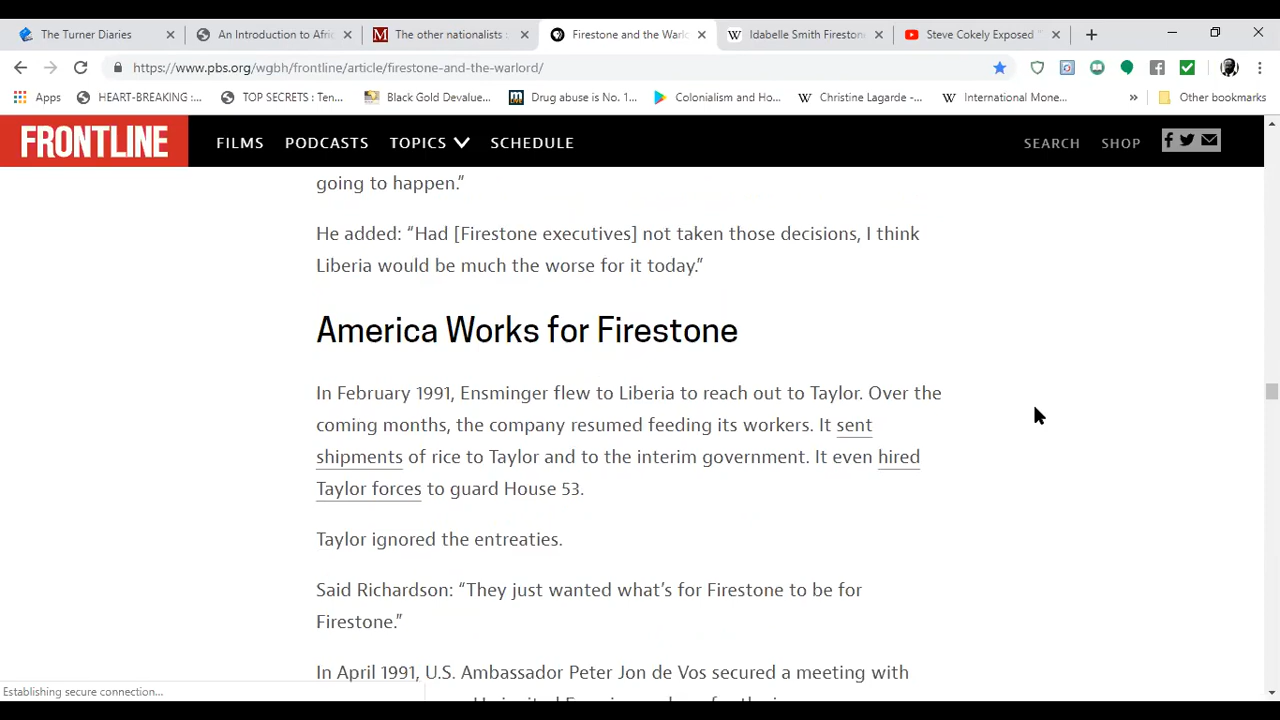 The Turner Diaries
An Introduction to Afri
The other nationalists :
Firestone and the Warlo
Idabelle Smith Firestone
Steve Cokely Exposed "
https://www.pbs.org/wgbh/frontline/article/firestone-and-the-warlord/
Apps
HEART-BREAKING :...
TOP SECRETS : Ten...
Black Gold Devalue...
Drug abuse is No. 1...
Colonialism and Ho...
Christine Lagarde -...
International Mone...
»
Other bookmarks
FRONTLINE
FILMS
PODCASTS
TOPICS
SCHEDULE
SEARCH
SHOP
going to happen.”
He added: “Had [Firestone executives] not taken those decisions, I think
Liberia would be much the worse for it today.”
America Works for Firestone
In February 1991, Ensminger flew to Liberia to reach out to Taylor. Over the
coming months, the company resumed feeding its workers. It sent
shipments of rice to Taylor and to the interim government. It even hired
Taylor forces to guard House 53.
Taylor ignored the entreaties.
Said Richardson: “They just wanted what’s for Firestone to be for
Firestone.”
In April 1991, U.S. Ambassador Peter Jon de Vos secured a meeting with
Establishing secure connection...